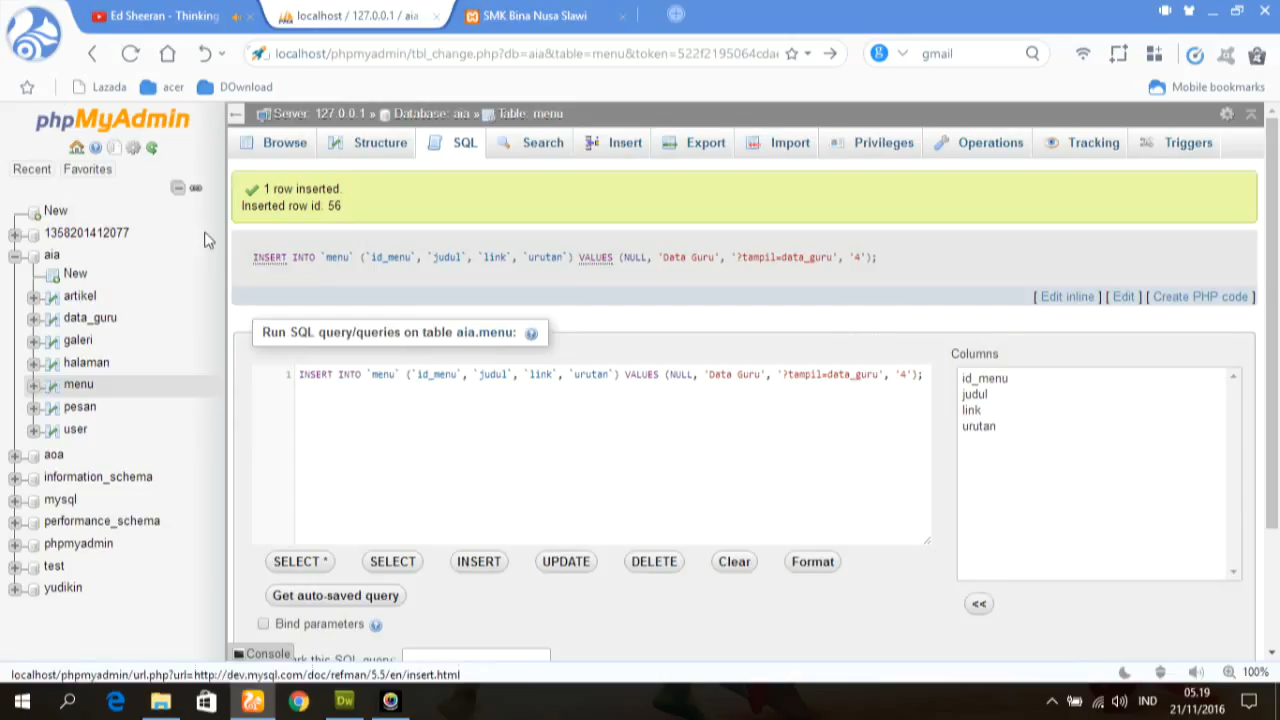 Ed Sheeran - Thinking
localhost / 127.0.0.1 / aia
SMK Bina Nusa Slawi
localhost/phpmyadmin/tbl_change.php?db=aia&table=menu&token=522f2195064cdae
gmail
Lazada
acer
DOwnload
Mobile bookmarks
phpMyAdmin
Recent
Favorites
New
1358201412077
aia
New
artikel
data_guru
galeri
halaman
menu
pesan
user
aoa
information_schema
mysql
performance_schema
phpmyadmin
test
yudikin
Server: 127.0.0.1 » Database: aia » Table: menu
Browse
Structure
SQL
Search
Insert
Export
Import
Privileges
Operations
Tracking
Triggers
1 row inserted.
Inserted row id: 56
INSERT INTO `menu` (`id_menu`, `judul`, `link`, `urutan`) VALUES (NULL, 'Data Guru', '?tampil=data_guru', '4');
[ Edit inline ] [ Edit ] [ Create PHP code ]
Run SQL query/queries on table aia.menu:
1 INSERT INTO `menu` (`id_menu`, `judul`, `link`, `urutan`) VALUES (NULL, 'Data Guru', '?tampil=data_guru', '4');
Columns
id_menu
judul
link
urutan
SELECT *
SELECT
INSERT
UPDATE
DELETE
Clear
Format
<<
Get auto-saved query
Bind parameters
Console
this SQL query:
localhost/phpmyadmin/url.php?url=http://dev.mysql.com/doc/refman/5.5/en/insert.html
100%
Dw
IND
05.19
21/11/2016